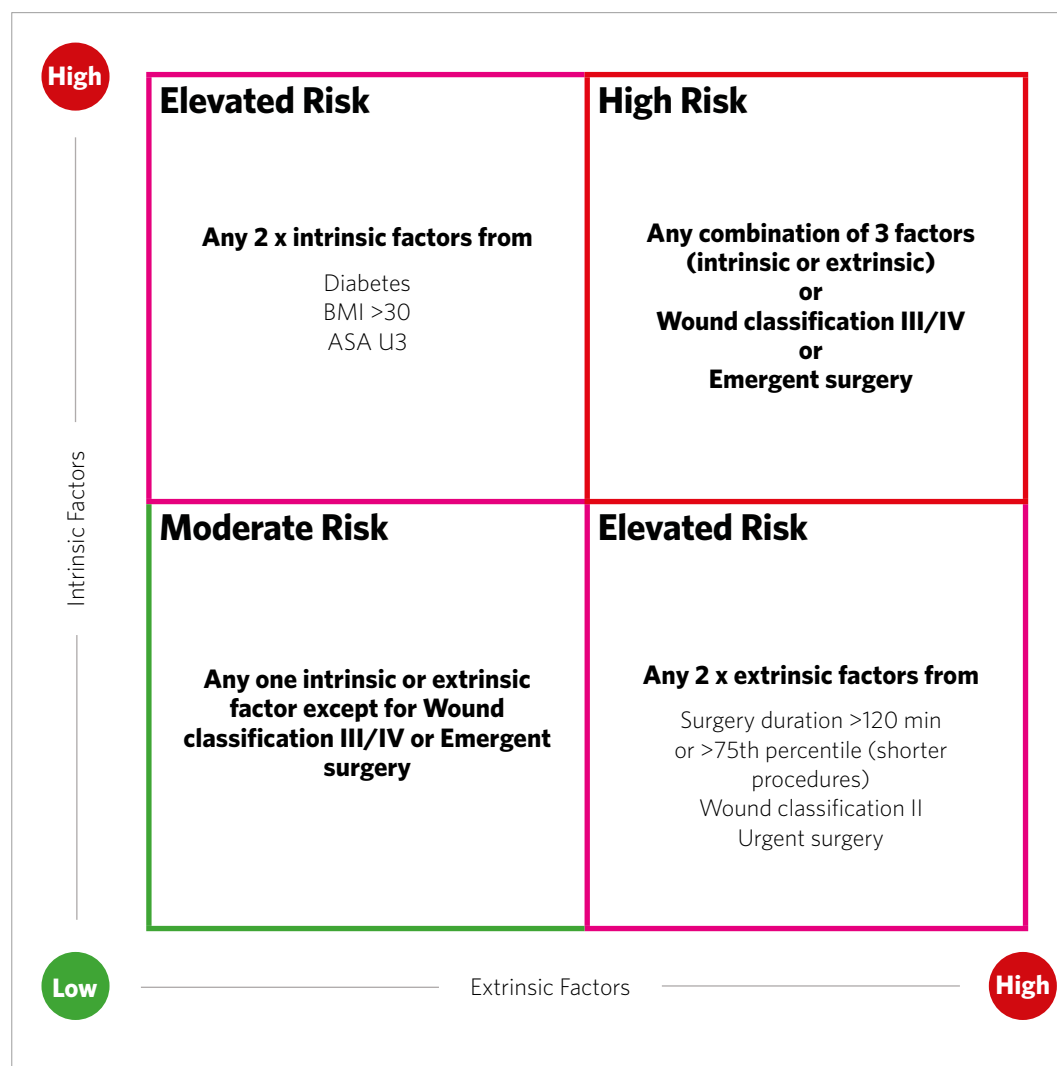 High
Elevated Risk
Any 2 x intrinsic factors from
Diabetes
BMI >30
ASA U3
High Risk
Any combination of 3 factors
(intrinsic or extrinsic)
or
Wound classification III/IV
or
Emergent surgery
Intrinsic Factors
Moderate Risk
Any one intrinsic or extrinsic
factor except for Wound
classification III/IV or Emergent
surgery
Elevated Risk
Any 2 x extrinsic factors from
Surgery duration >120 min
or >75th percentile (shorter
procedures)
Wound classification II
Urgent surgery
Low
Extrinsic Factors
High